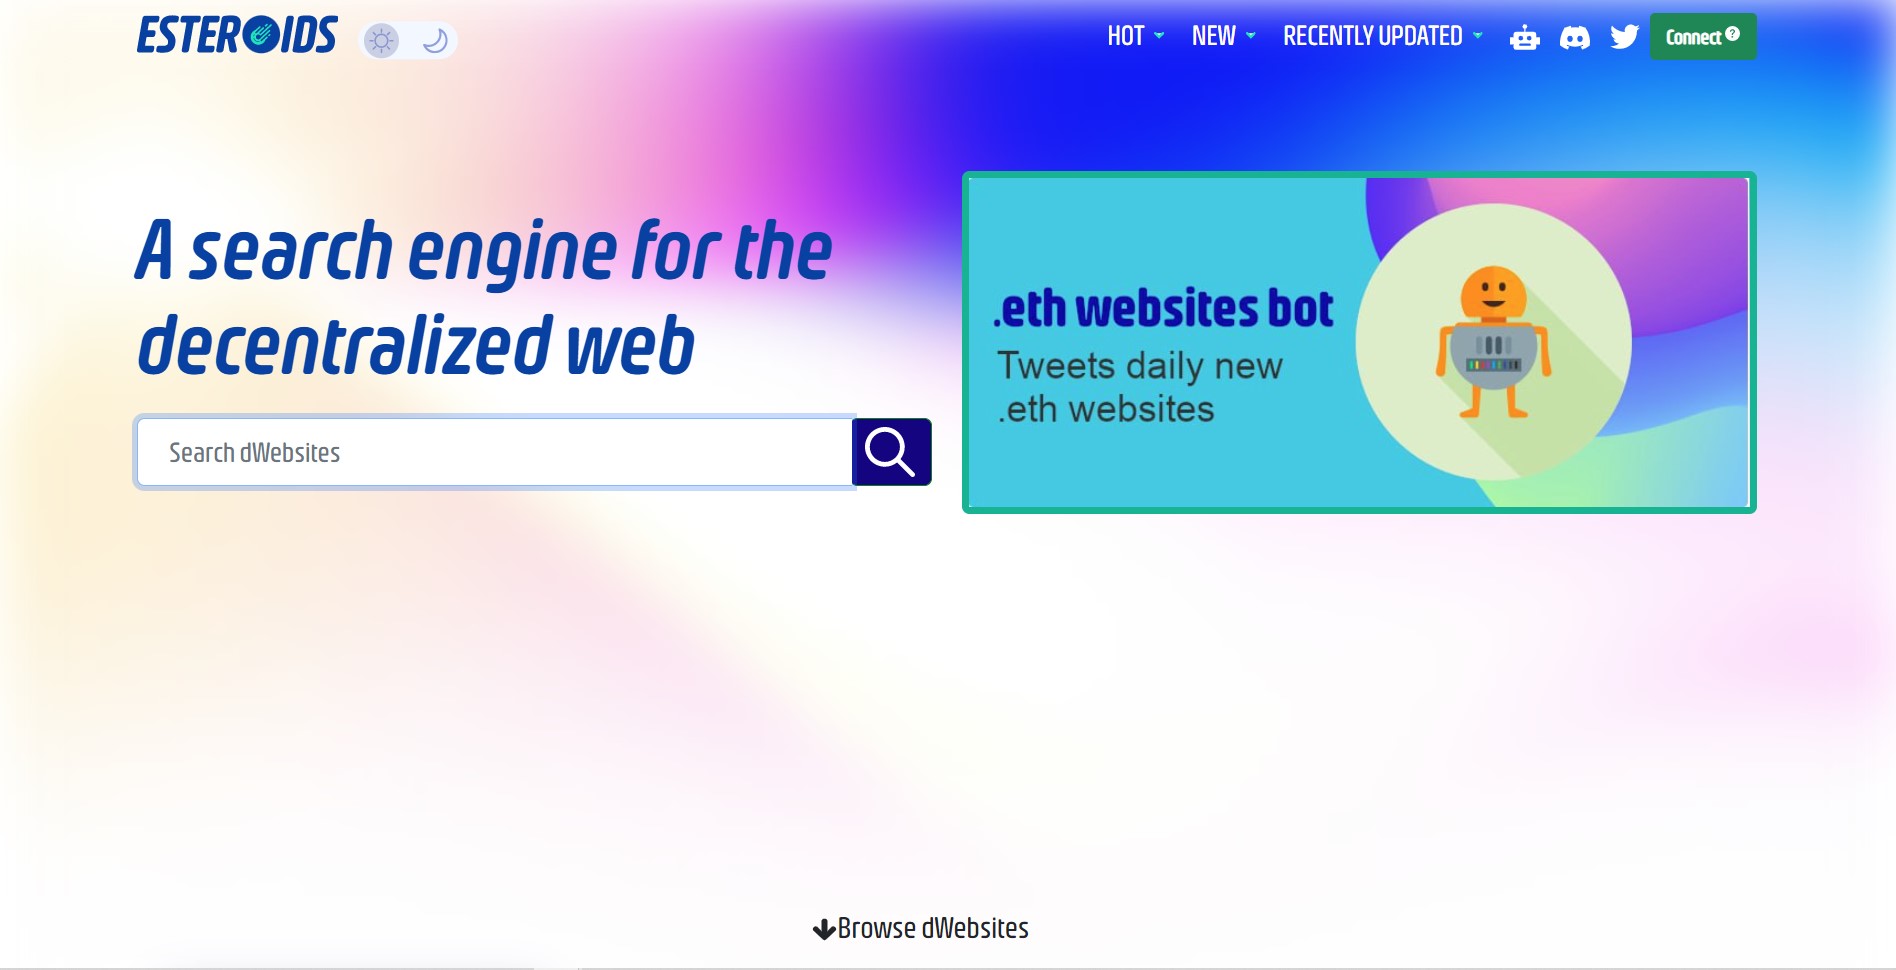 ESTEROIDS
HOT
NEW
RECENTLY UPDATED
Connect ?
A search engine for the
decentralized web
Search dWebsites
.eth websites bot
Tweets daily new
.eth websites
Browse dWebsites